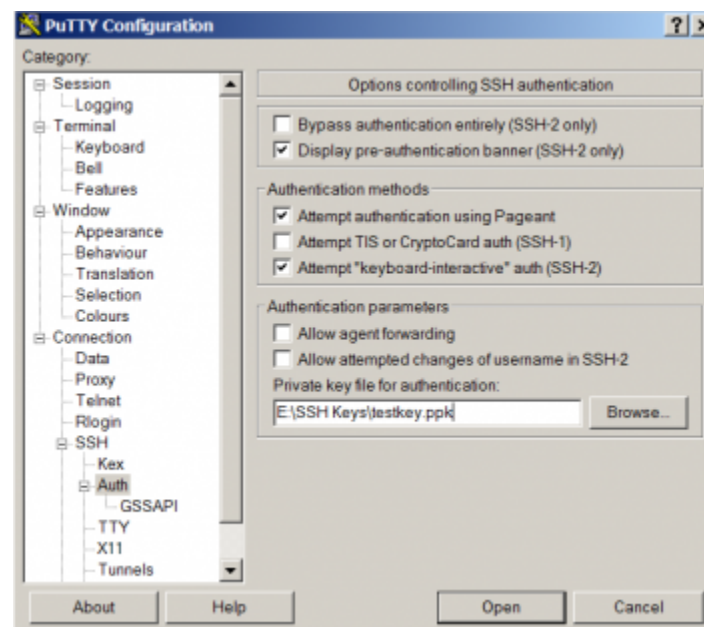 PuTTY Configuration
Category:
Session
Logging
Terminal
Keyboard
Bell
Features
Window
Appearance
Behaviour
Translation
Selection
Colours
Connection
Data
Proxy
Telnet
Rlogin
SSH
Kex
Auth
GSSAPI
TTY
X11
Tunnels
Options controlling SSH authentication
Bypass authentication entirely (SSH-2 only)
Display pre-authentication banner (SSH-2 only)
Authentication methods
Attempt authentication using Pageant
Attempt TIS or CryptoCard auth (SSH-1)
Attempt "keyboard-interactive" auth (SSH-2)
Authentication parameters
Allow agent forwarding
Allow attempted changes of username in SSH-2
Private key file for authentication:
E:\SSH Keys\testkey.ppk
Browse...
About
Help
Open
Cancel